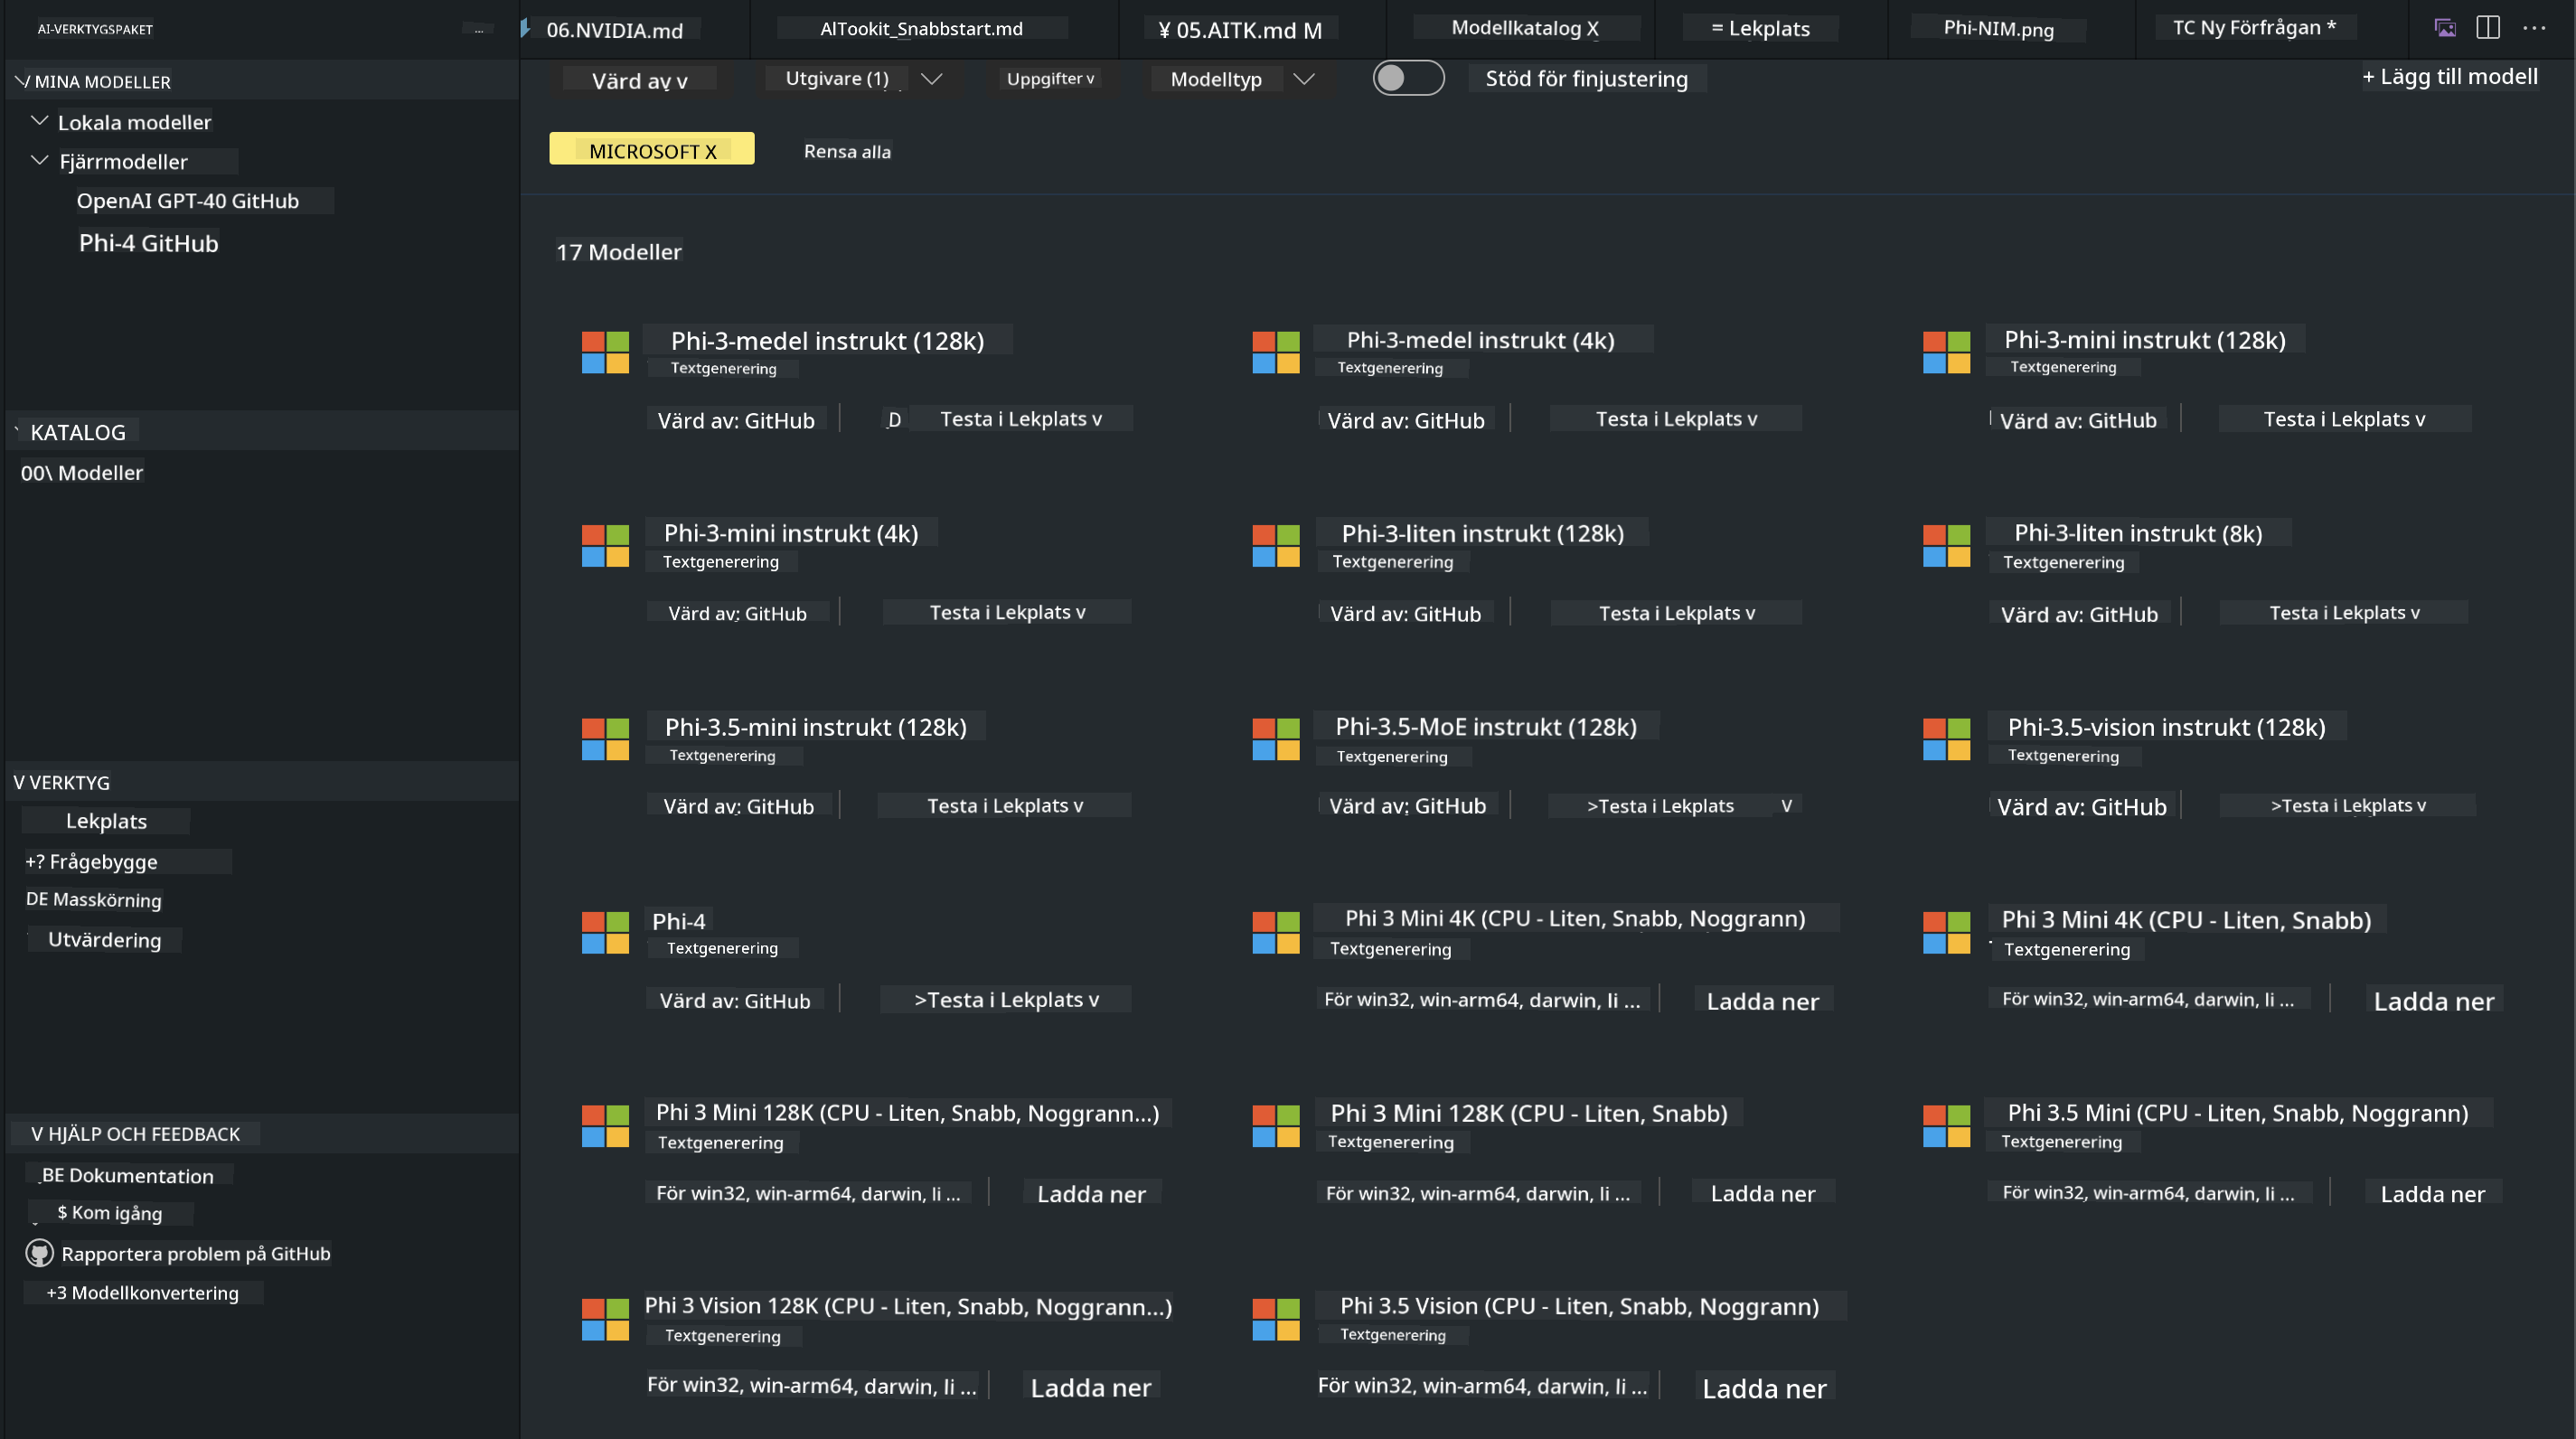 AI-VERKTYGSPAKET ...
V MINA MODELLER
Lokala modeller
Fjärrmodeller
OpenAI GPT-40 GitHub
Phi-4 GitHub
KATALOG
00\ Modeller
V VERKTYG
Lekplats
+? Frågebygge
DE Masskörning
Utvärdering
V HJÄLP OCH FEEDBACK
BE Dokumentation
$ Kom igång
Rapportera problem på GitHub
+3 Modellkonvertering
06.NVIDIA.md AITookit_Snabbstart.md ¥ 05.AITK.md M Modellkatalog X = Lekplats Phi-NIM.png TC Ny Förfrågan * ...
Värd av v Utgivare (1) Uppgifter v Modelltyp Stöd för finjustering + Lägg till modell
MICROSOFT X Rensa alla
17 Modeller
Phi-3-medel instrukt (128k) Phi-3-medel instrukt (4k) Phi-3-mini instrukt (128k)
Textgenerering Textgenerering Textgenerering
Värd av: GitHub D Testa i Lekplats v Värd av: GitHub Testa i Lekplats v Värd av: GitHub Testa i Lekplats v
Phi-3-mini instrukt (4k) Phi-3-liten instrukt (128k) Phi-3-liten instrukt (8k)
Textgenerering Textgenerering Textgenerering
Värd av: GitHub Testa i Lekplats v Värd av: GitHub Testa i Lekplats v Värd av: GitHub Testa i Lekplats v
Phi-3.5-mini instrukt (128k) Phi-3.5-MoE instrukt (128k) Phi-3.5-vision instrukt (128k)
Textgenerering Textgenerering Textgenerering
Värd av: GitHub Testa i Lekplats v Värd av: GitHub >Testa i Lekplats V Värd av: GitHub >Testa i Lekplats v
Phi-4 Phi 3 Mini 4K (CPU - Liten, Snabb, Noggrann) Phi 3 Mini 4K (CPU - Liten, Snabb)
Textgenerering Textgenerering Textgenerering
Värd av: GitHub >Testa i Lekplats v För win32, win-arm64, darwin, li ... Ladda ner För win32, win-arm64, darwin, li ... Ladda ner
Phi 3 Mini 128K (CPU - Liten, Snabb, Noggrann...) Phi 3 Mini 128K (CPU - Liten, Snabb) Phi 3.5 Mini (CPU - Liten, Snabb, Noggrann)
Textgenerering Textgenerering Textgenerering
För win32, win-arm64, darwin, li ... Ladda ner För win32, win-arm64, darwin, li ... Ladda ner För win32, win-arm64, darwin, li ... Ladda ner
Phi 3 Vision 128K (CPU - Liten, Snabb, Noggrann...) Phi 3.5 Vision (CPU - Liten, Snabb, Noggrann)
Textgenerering Textgenerering
För win32, win-arm64, darwin, li ... Ladda ner För win32, win-arm64, darwin, li ... Ladda ner